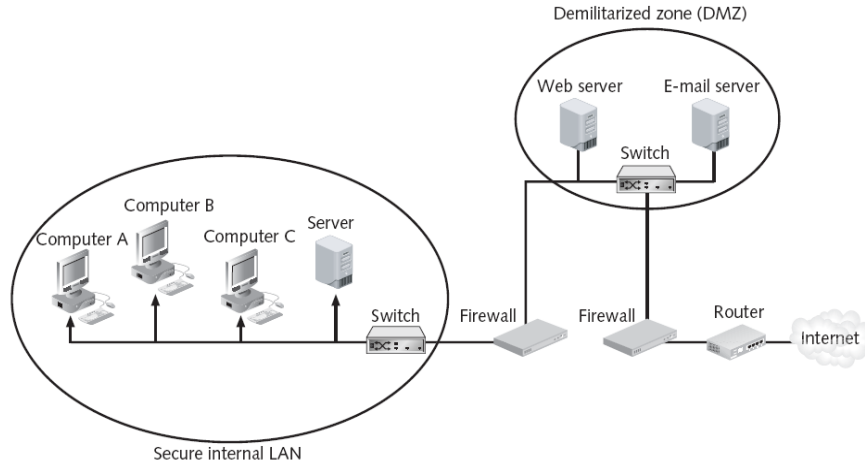 Demilitarized zone (DMZ)
Web server
E-mail server
Switch
Computer B
Computer A
Computer C
Server
Switch
Firewall
Firewall
Router
Internet
Secure internal LAN